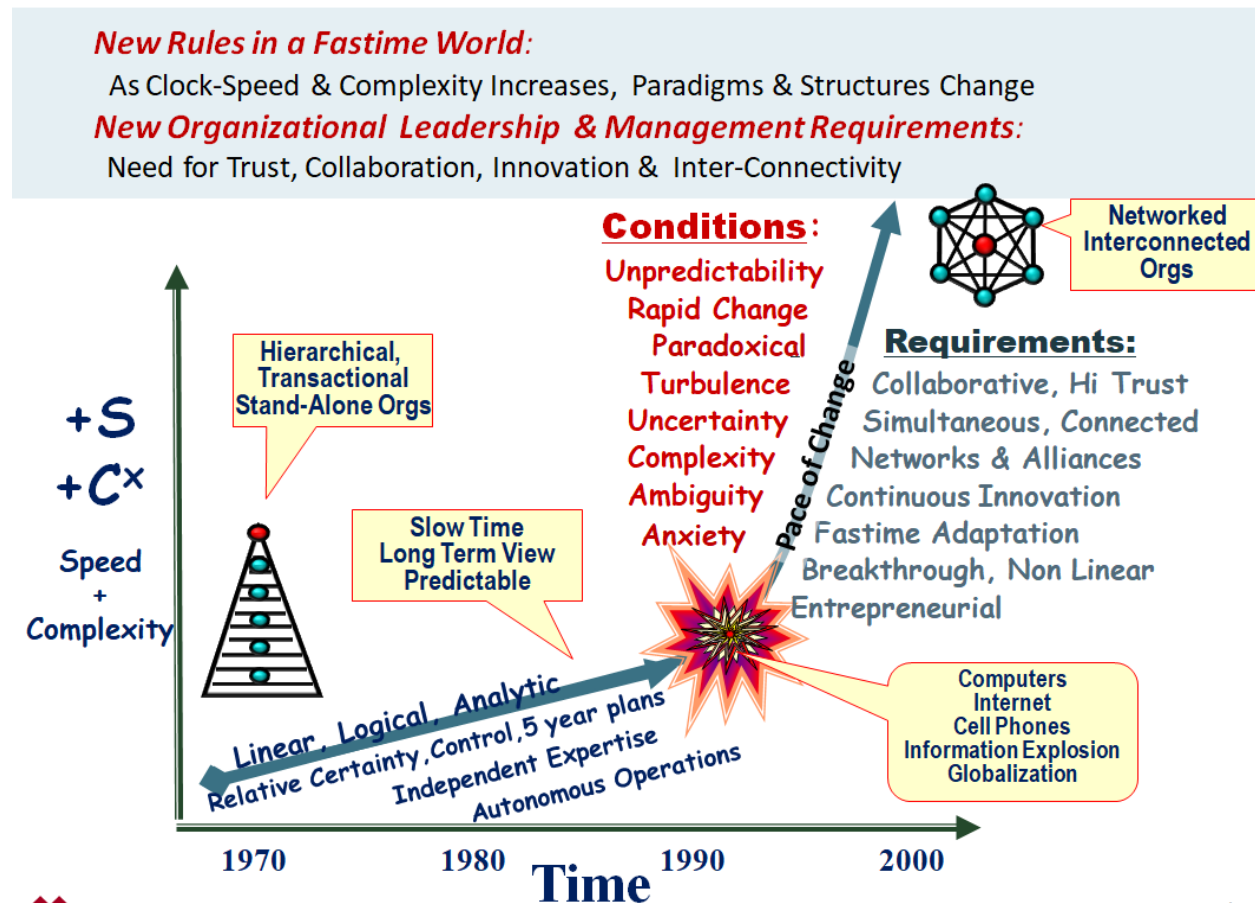 New Rules in a Fastime World:
As Clock-Speed & Complexity Increases, Paradigms & Structures Change
New Organizational Leadership & Management Requirements:
Need for Trust, Collaboration, Innovation & Inter-Connectivity
Networked
Interconnected
Orgs
Conditions:
Unpredictability
Rapid Change
Paradoxical
Turbulence
Uncertainty
Complexity
Ambiguity
Anxiety
Pace of Change
Requirements:
Collaborative, Hi Trust
Simultaneous, Connected
Networks & Alliances
Continuous Innovation
Fastime Adaptation
Breakthrough, Non Linear
Entrepreneurial
Hierarchical,
Transactional
Stand-Alone Orgs
+S
+Cˣ
Speed
+
Complexity
Slow Time
Long Term View
Predictable
Linear, Logical, Analytic
Relative Certainty,Control,5 year plans
Independent Expertise
Autonomous Operations
Computers
Internet
Cell Phones
Information Explosion
Globalization
1970 1980 1990 2000
Time